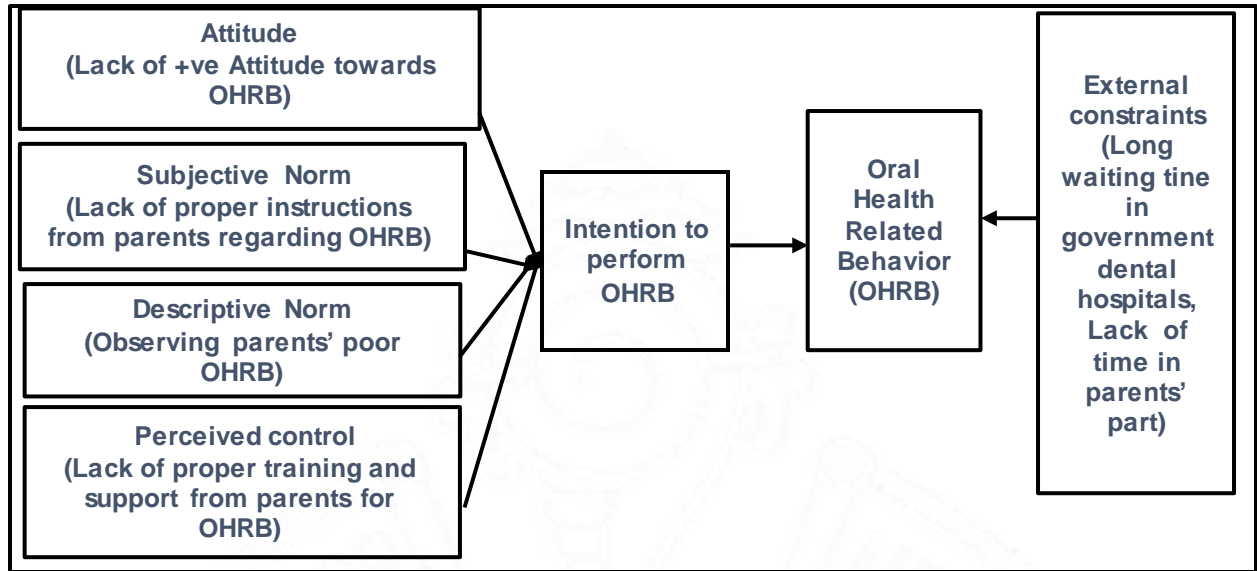 Attitude
(Lack of +ve Attitude towards
OHRB)
Subjective Norm
(Lack of proper instructions
from parents regarding OHRB)
Descriptive Norm
(Observing parents’ poor
OHRB)
Perceived control
(Lack of proper training and
support from parents for
OHRB)
Intention to
perform
OHRB
Oral
Health
Related
Behavior
(OHRB)
External
constraints
(Long
waiting tine
in
government
dental
hospitals,
Lack of
time in
parents’
part)